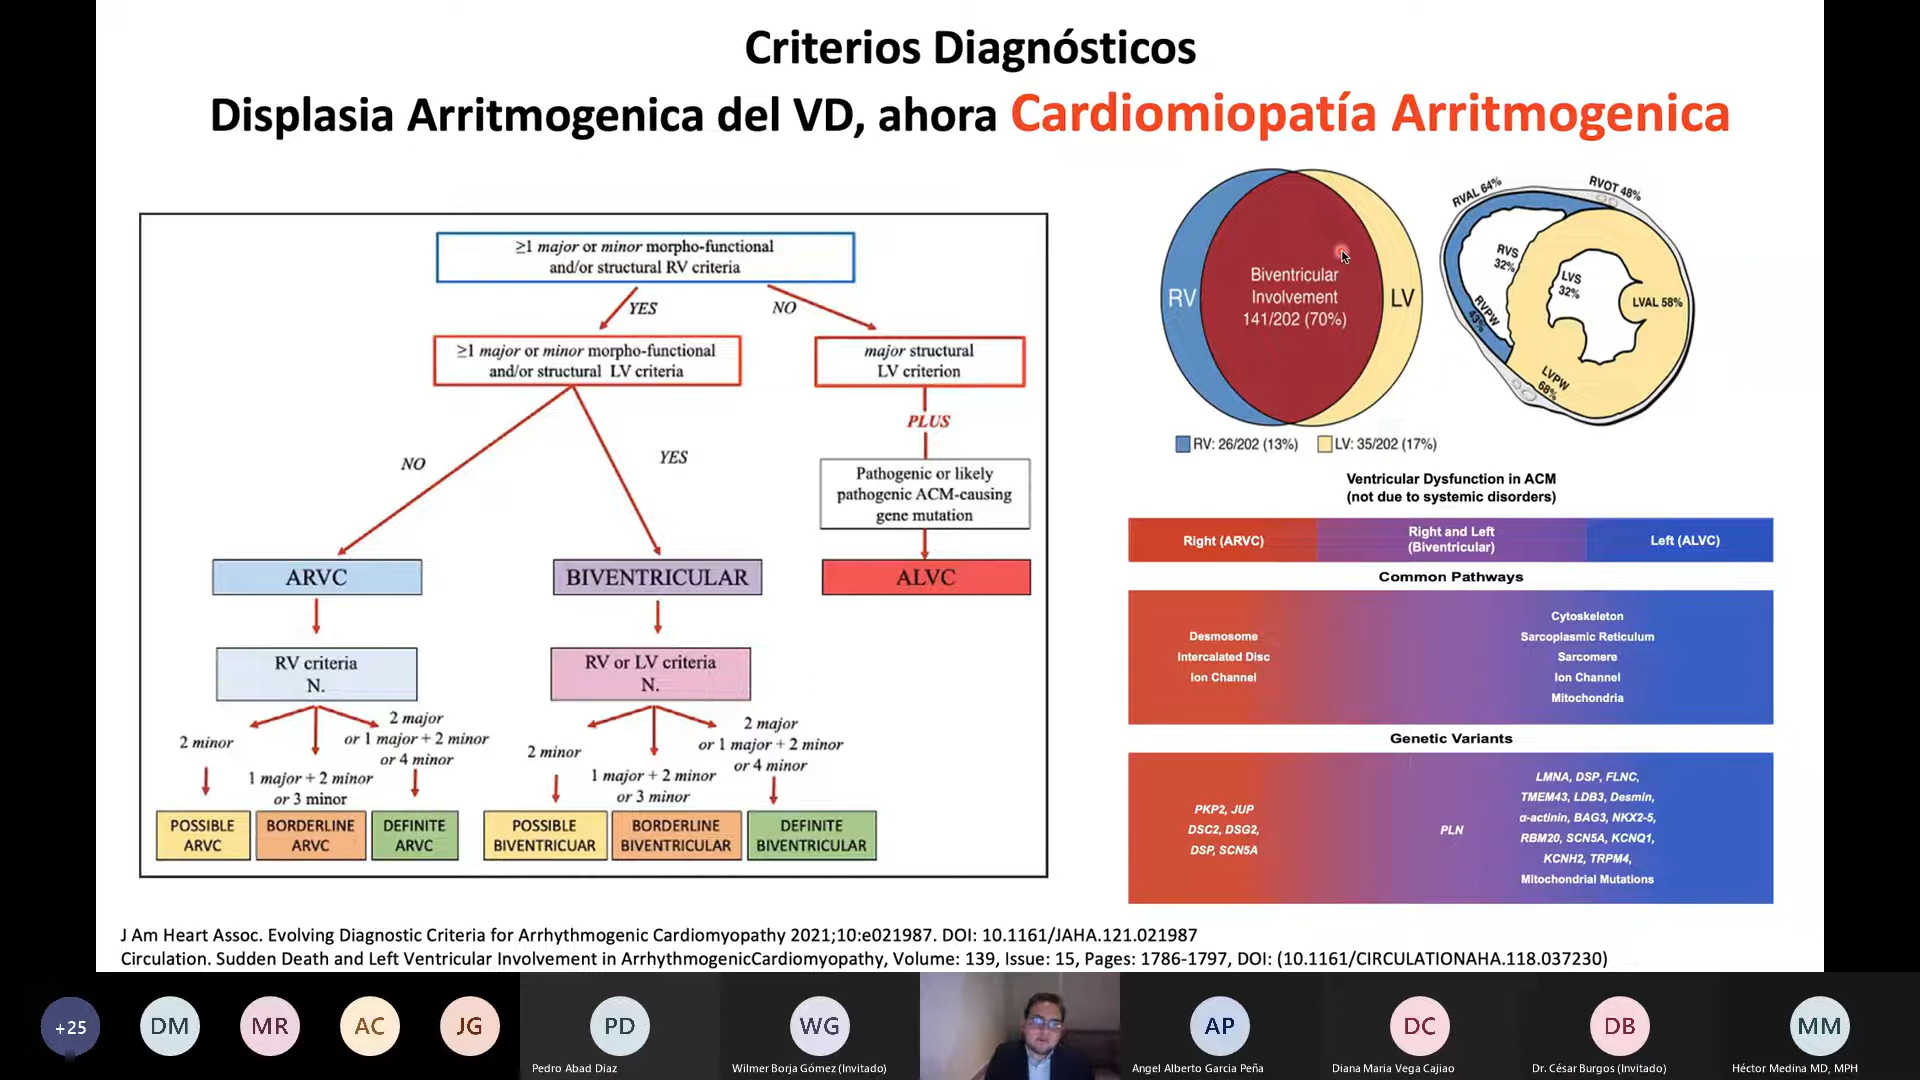 Criterios Diagnósticos
Displasia Arritmogenica del VD, ahora Cardiomiopatía Arritmogenica
≥1 major or minor morpho-functional
and/or structural RV criteria
YES
NO
≥1 major or minor morpho-functional
and/or structural LV criteria
major structural
LV criterion
PLUS
NO
YES
Pathogenic or likely
pathogenic ACM-causing
gene mutation
ARVC
BIVENTRICULAR
ALVC
RV criteria
N.
RV or LV criteria
N.
2 minor
1 major + 2 minor
or 3 minor
2 major
or 1 major + 2 minor
or 4 minor
2 minor
1 major + 2 minor
or 3 minor
2 major
or 1 major + 2 minor
or 4 minor
POSSIBLE
ARVC
BORDERLINE
ARVC
DEFINITE
ARVC
POSSIBLE
BIVENTRICUAR
BORDERLINE
BIVENTRICULAR
DEFINITE
BIVENTRICULAR
RV
Biventricular
Involvement
141/202 (70%)
LV
RV: 26/202 (13%)
LV: 35/202 (17%)
RVAL 64%
RVOT 48%
RVS
32%
LVS
32%
LVAL 58%
RVPW
43%
LVPW
68%
Ventricular Dysfunction in ACM
(not due to systemic disorders)
Right (ARVC)
Right and Left
(Biventricular)
Left (ALVC)
Common Pathways
Desmosome
Intercalated Disc
Ion Channel
Cytoskeleton
Sarcoplasmic Reticulum
Sarcomere
Ion Channel
Mitochondria
Genetic Variants
PKP2, JUP
DSC2, DSG2,
DSP, SCN5A
PLN
LMNA, DSP, FLNC,
TMEM43, LDB3, Desmin,
α-actinin, BAG3, NKX2-5,
RBM20, SCN5A, KCNQ1,
KCNH2, TRPM4,
Mitochondrial Mutations
J Am Heart Assoc. Evolving Diagnostic Criteria for Arrhythmogenic Cardiomyopathy 2021;10:e021987. DOI: 10.1161/JAHA.121.021987
Circulation. Sudden Death and Left Ventricular Involvement in ArrhythmogenicCardiomyopathy, Volume: 139, Issue: 15, Pages: 1786-1797, DOI: (10.1161/CIRCULATIONAHA.118.037230)
+25
DM
MR
AC
JG
PD
Pedro Abad Diaz
WG
Wilmer Borja Gómez (Invitado)
AP
Angel Alberto Garcia Peña
DC
Diana Maria Vega Cajiao
DB
Dr. César Burgos (Invitado)
MM
Héctor Medina MD, MPH